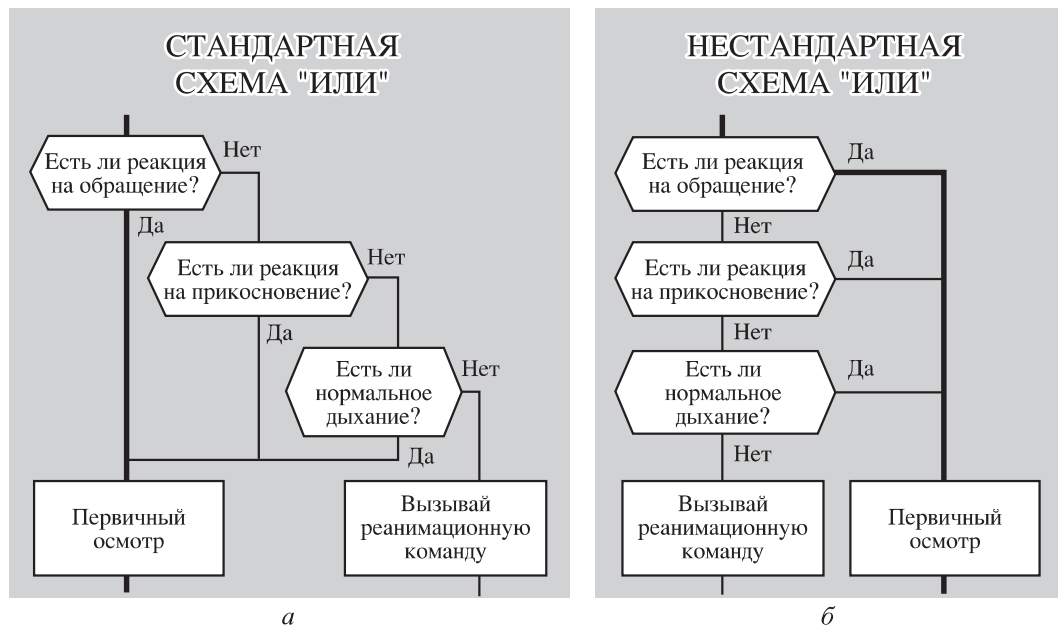 СТАНДАРТНАЯ
СХЕМА "ИЛИ"
Есть ли реакция
на обращение?
Нет
Да
Есть ли реакция
на прикосновение?
Нет
Да
Есть ли
нормальное
дыхание?
Нет
Да
Первичный
осмотр
Вызывай
реанимационную
команду
а
НЕСТАНДАРТНАЯ
СХЕМА "ИЛИ"
Есть ли реакция
на обращение?
Да
Нет
Есть ли реакция
на прикосновение?
Да
Нет
Есть ли
нормальное
дыхание?
Да
Нет
Вызывай
реанимационную
команду
Первичный
осмотр
б